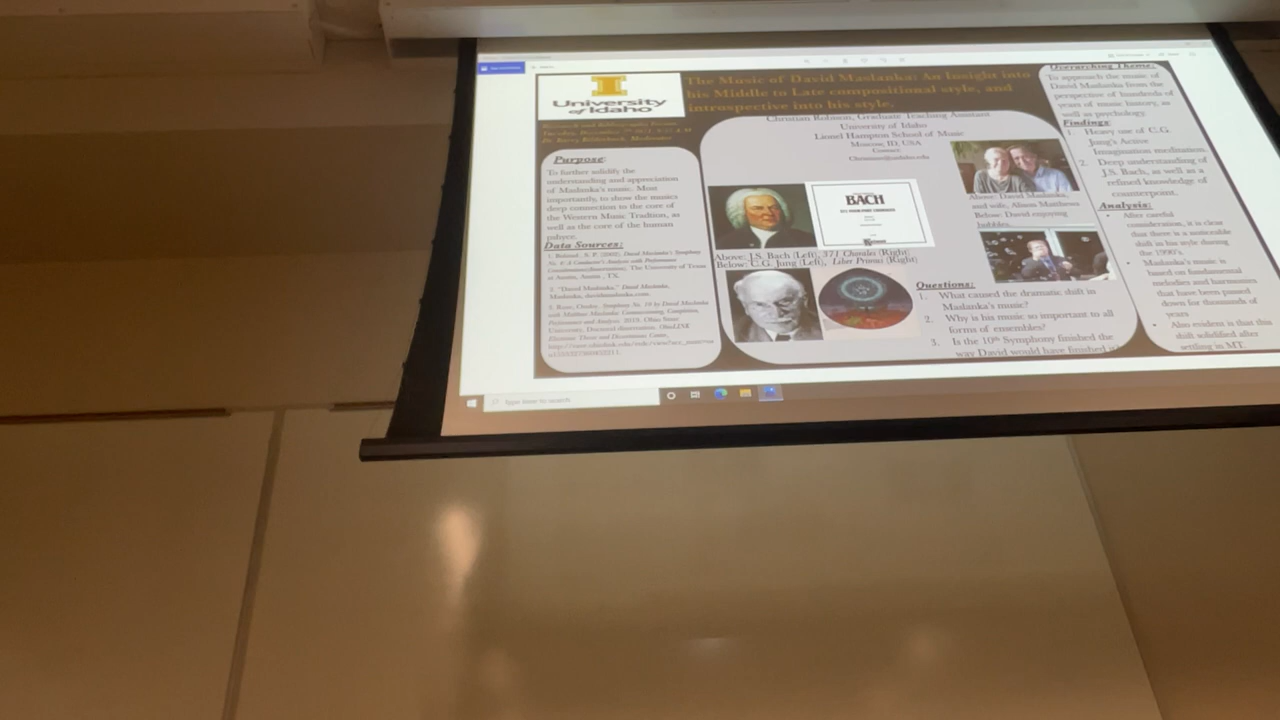 University
of Idaho
The Music of David Maslanka: An Insight into
his Middle to Late compositional style, and
introspective into his style.
Christian Robison, Graduate Teaching Assistant
University of Idaho
Lionel Hampton School of Music
Moscow, ID, USA
Contact:
Purpose:
To further solidify the
understanding and appreciation
of Maslanka's music. Most
importantly, to show the musics
deep connection to the core of
the Western Music Tradition, as
well as the core of the human
Data Sources:
2. "David Maslanka." David Maslanka,
Maslanka, davidmaslanka.com.
BACH
Above: J.S. Bach (Left), 371 Chorales (Right)
Below: C.G. Jung (Left), Liber Primus (Right)
Above: David Maslanka,
and wife, Alison Matthews
Below: David enjoying
bubbles.
Questions:
1. What caused the dramatic shift in
Maslanka's music?
2. Why is his music so important to all
forms of ensembles?
3. Is the 10th Symphony finished the
way David would have finished
Overarching Theme:
To approach the music of
David Maslanka from the
perspective of hundreds of
years of music history, as
well as psychology.
Findings:
1. Heavy use of C.G.
Jung's Active
Imagination meditation.
2. Deep understanding of
J.S. Bach, as well as a
refined knowledge of
counterpoint.
Analysis:
• After careful
consideration, it is clear
that there is a noticeable
shift in his style during
the 1990's.
• Maslanka's music is
based on fundamental
melodies and harmonies
that have been passed
down for thousands of
years
• Also evident is that this
shift solidified after
settling in MT.
Type here to search